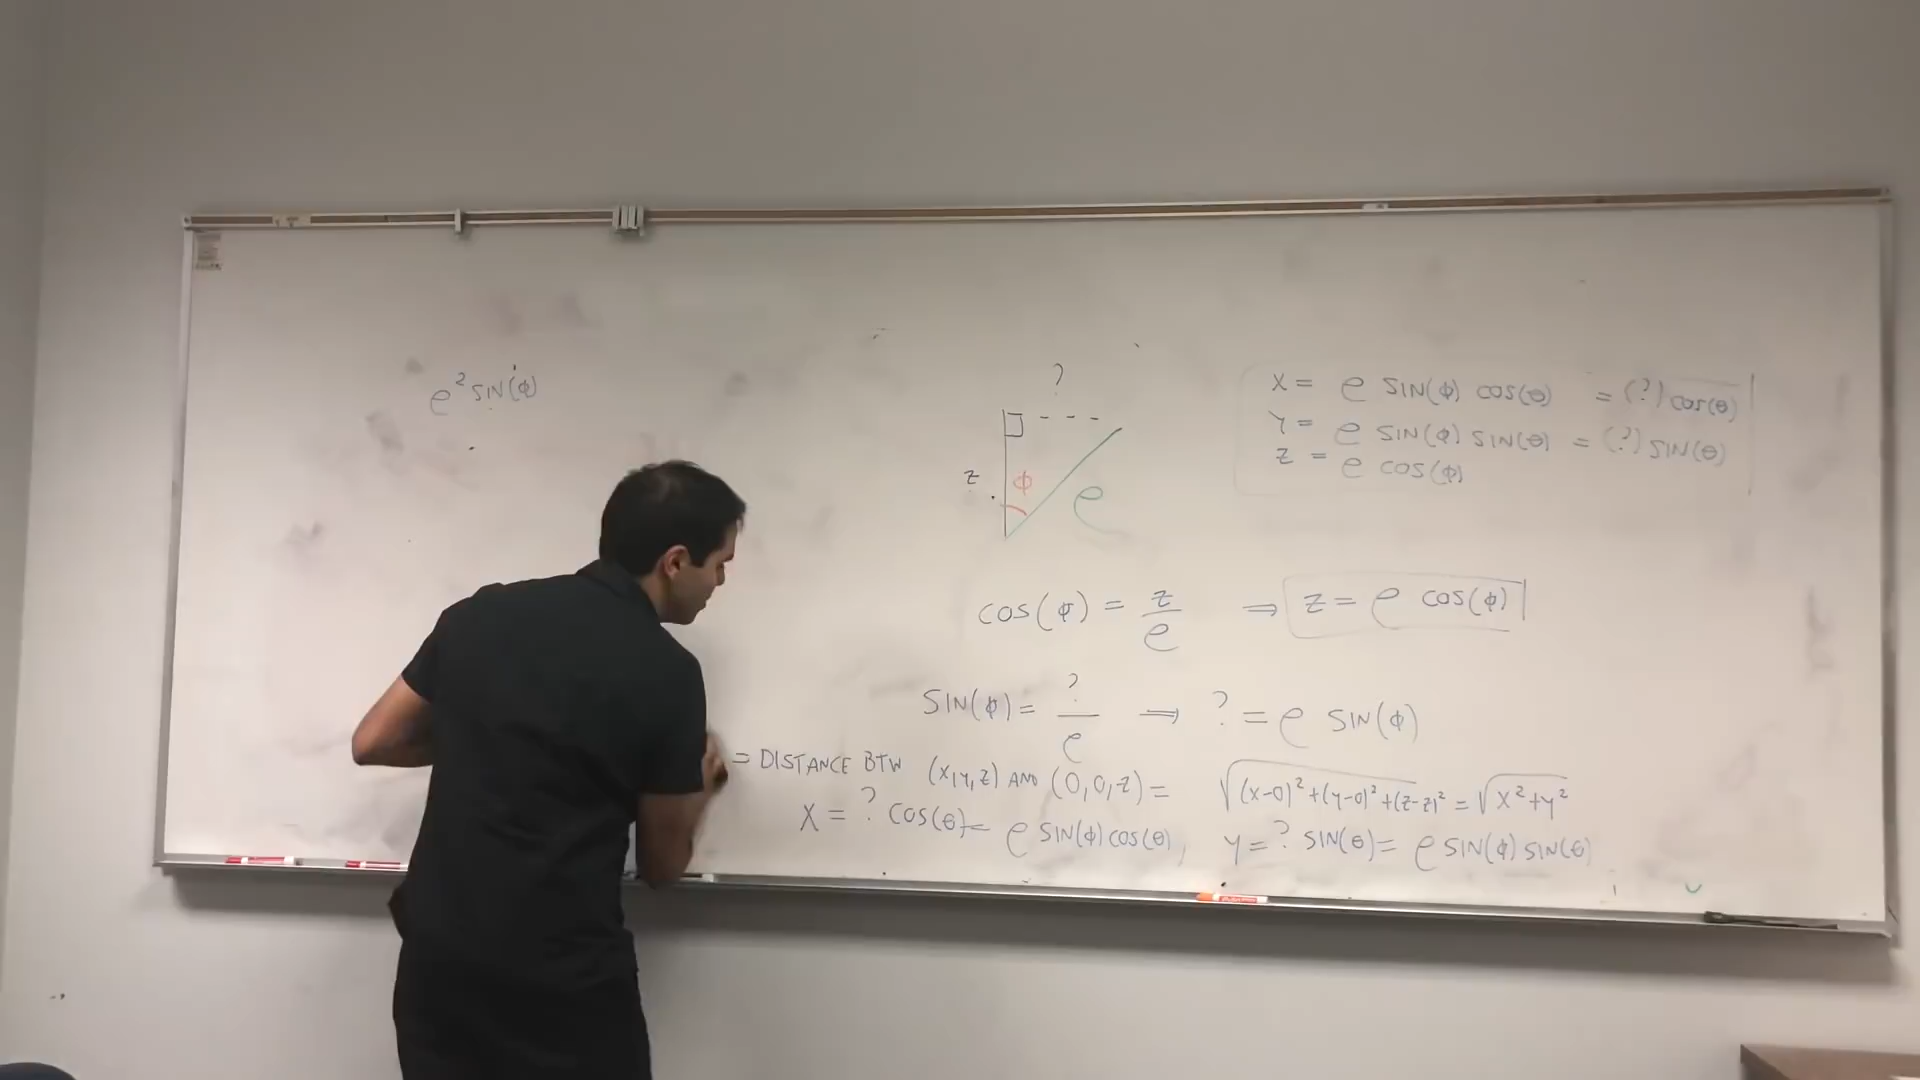 ρ² SIN(φ)
?
z φ ρ
X = ρ SIN(φ) COS(θ) = (?) COS(θ)
Y = ρ SIN(φ) SIN(θ) = (?) SIN(θ)
Z = ρ COS(φ)
COS(φ) = z/ρ ⇒ z = ρ COS(φ)
SIN(φ) = ?/ρ ⇒ ? = ρ SIN(φ)
= DISTANCE BTW (X,Y,Z) AND (0,0,Z) = √((X-0)²+(Y-0)²+(Z-Z)²) = √(X²+Y²)
X = ? COS(θ) = ρ SIN(φ) COS(θ), Y = ? SIN(θ) = ρ SIN(φ) SIN(θ)